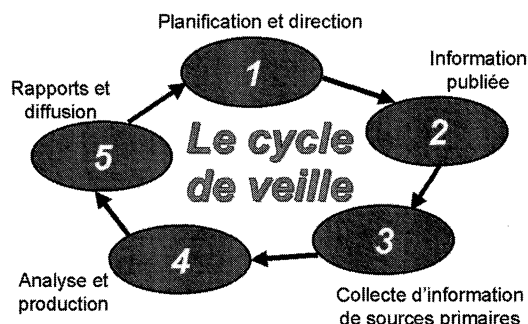 Planification et direction
1
Information
publiée
2
Rapports et
diffusion
5
Le cycle
de veille
3
4
Analyse et
production
Collecte d'information
de sources primaires